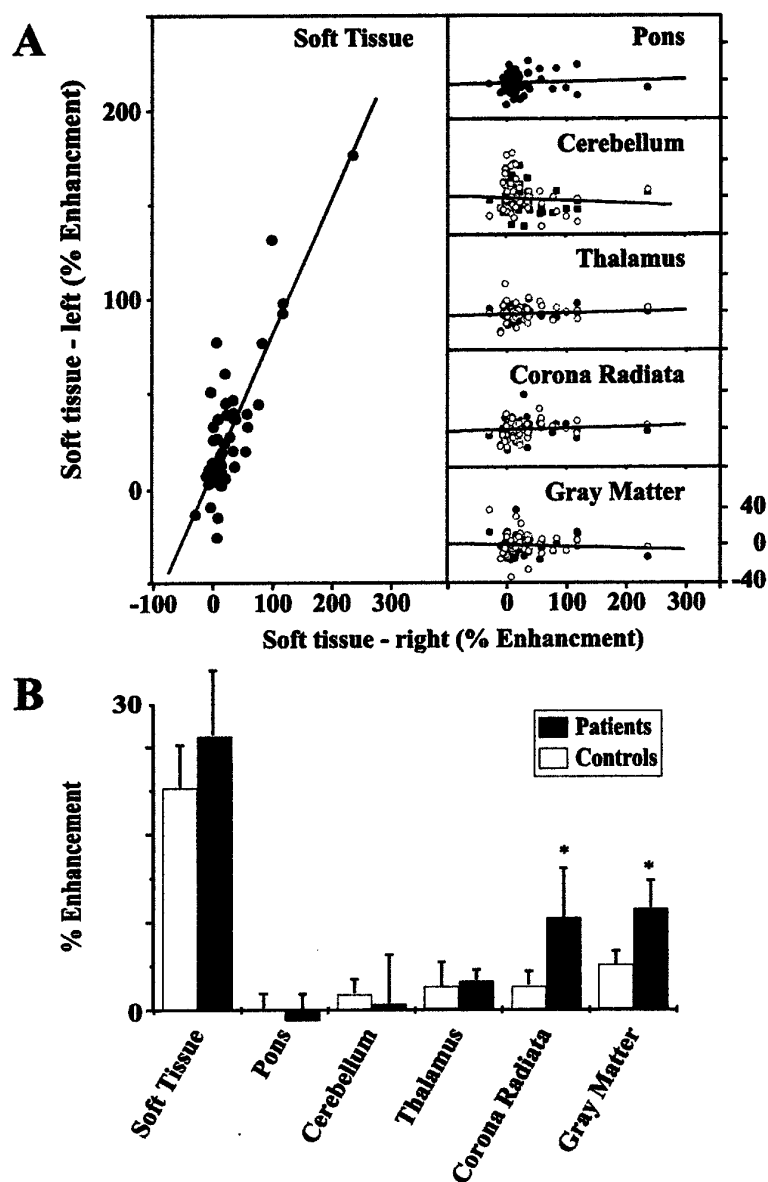 A
Soft Tissue
Soft tissue - left (% Enhancment)
200
100
0
-100 0 100 200 300
Pons
Cerebellum
Thalamus
Corona Radiata
Gray Matter
40
0
-40
0 100 200 300
Soft tissue - right (% Enhancment)
B
% Enhancement
30
0
Patients
Controls
*
*
Soft Tissue
Pons
Cerebellum
Thalamus
Corona Radiata
Gray Matter